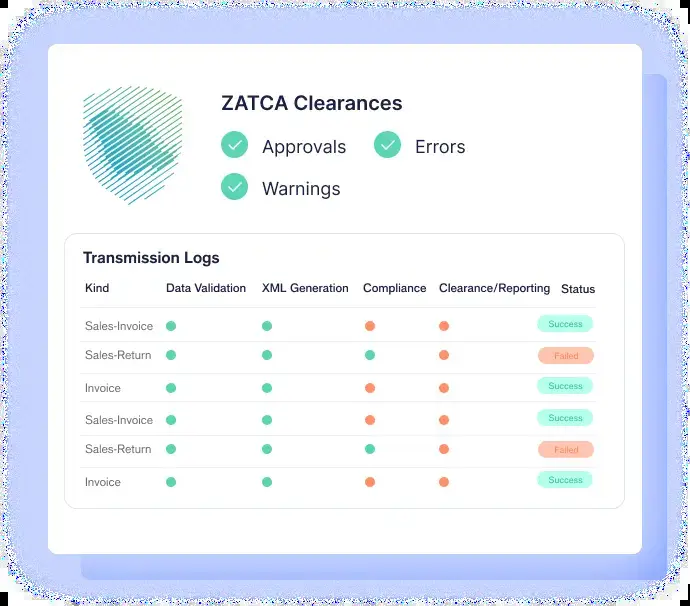 ZATCA Clearances
Approvals Errors
Warnings
Transmission Logs
Kind Data Validation XML Generation Compliance Clearance/Reporting Status
Sales-Invoice Success
Sales-Return Failed
Invoice Success
Sales-Invoice Success
Sales-Return Failed
Invoice Success